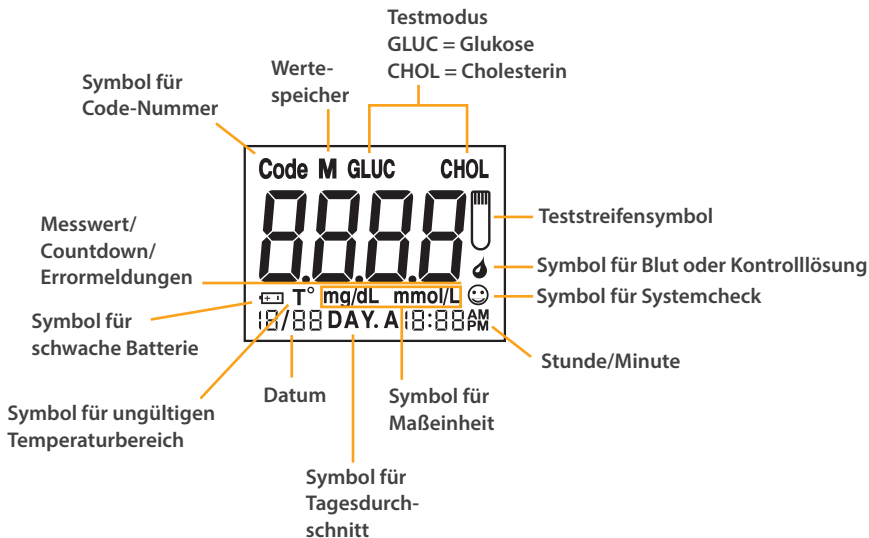 Testmodus
GLUC = Glukose
CHOL = Cholesterin
Werte-
speicher
Symbol für
Code-Nummer
Code M GLUC CHOL
8.8.8.8
Teststreifensymbol
Messwert/
Countdown/
Errormeldungen
Symbol für Blut oder Kontrolllösung
T° mg/dL mmol/L
Symbol für Systemcheck
18/88 DAY. A 18:88 AM
PM
Symbol für
schwache Batterie
Stunde/Minute
Datum
Symbol für
Maßeinheit
Symbol für ungültigen
Temperaturbereich
Symbol für
Tagesdurch-
schnitt